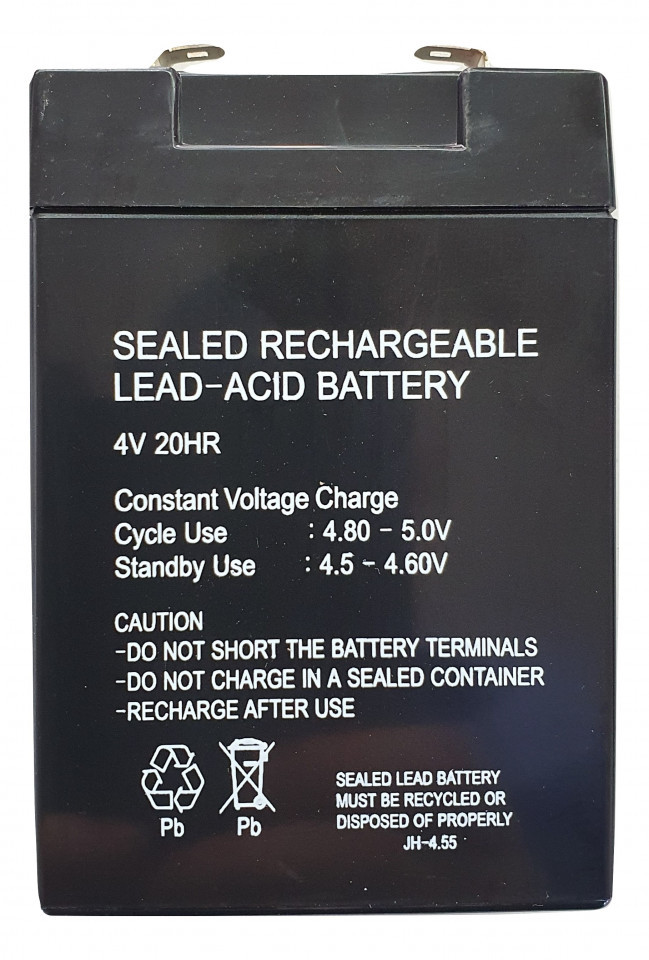 SEALED RECHARGEABLE
LEAD-ACID BATTERY
4V 20HR
Constant Voltage Charge
Cycle Use : 4.80 - 5.0V
Standby Use : 4.5 - 4.60V
CAUTION
-DO NOT SHORT THE BATTERY TERMINALS
-DO NOT CHARGE IN A SEALED CONTAINER
-RECHARGE AFTER USE
Pb Pb
SEALED LEAD BATTERY
MUST BE RECYCLED OR
DISPOSED OF PROPERLY
JH-4.55